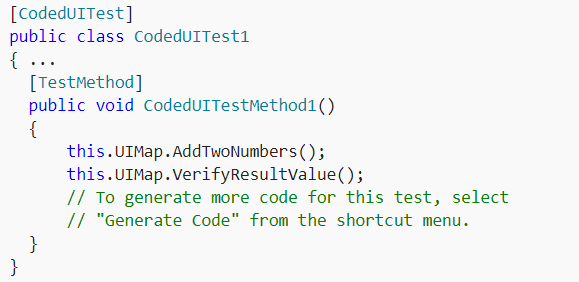 [CodedUITest]
public class CodedUITest1
{ ...
  [TestMethod]
  public void CodedUITestMethod1()
  {
      this.UIMap.AddTwoNumbers();
      this.UIMap.VerifyResultValue();
      // To generate more code for this test, select
      // "Generate Code" from the shortcut menu.
  }
}